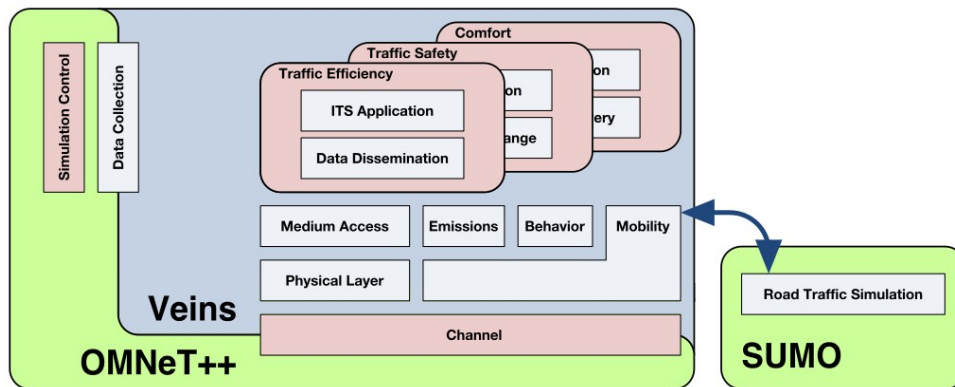 Comfort
Traffic Safety
Traffic Efficiency
ITS Application
Data Dissemination
Simulation Control
Data Collection
Medium Access
Emissions
Behavior
Mobility
Physical Layer
Road Traffic Simulation
Veins
Channel
OMNeT++
SUMO